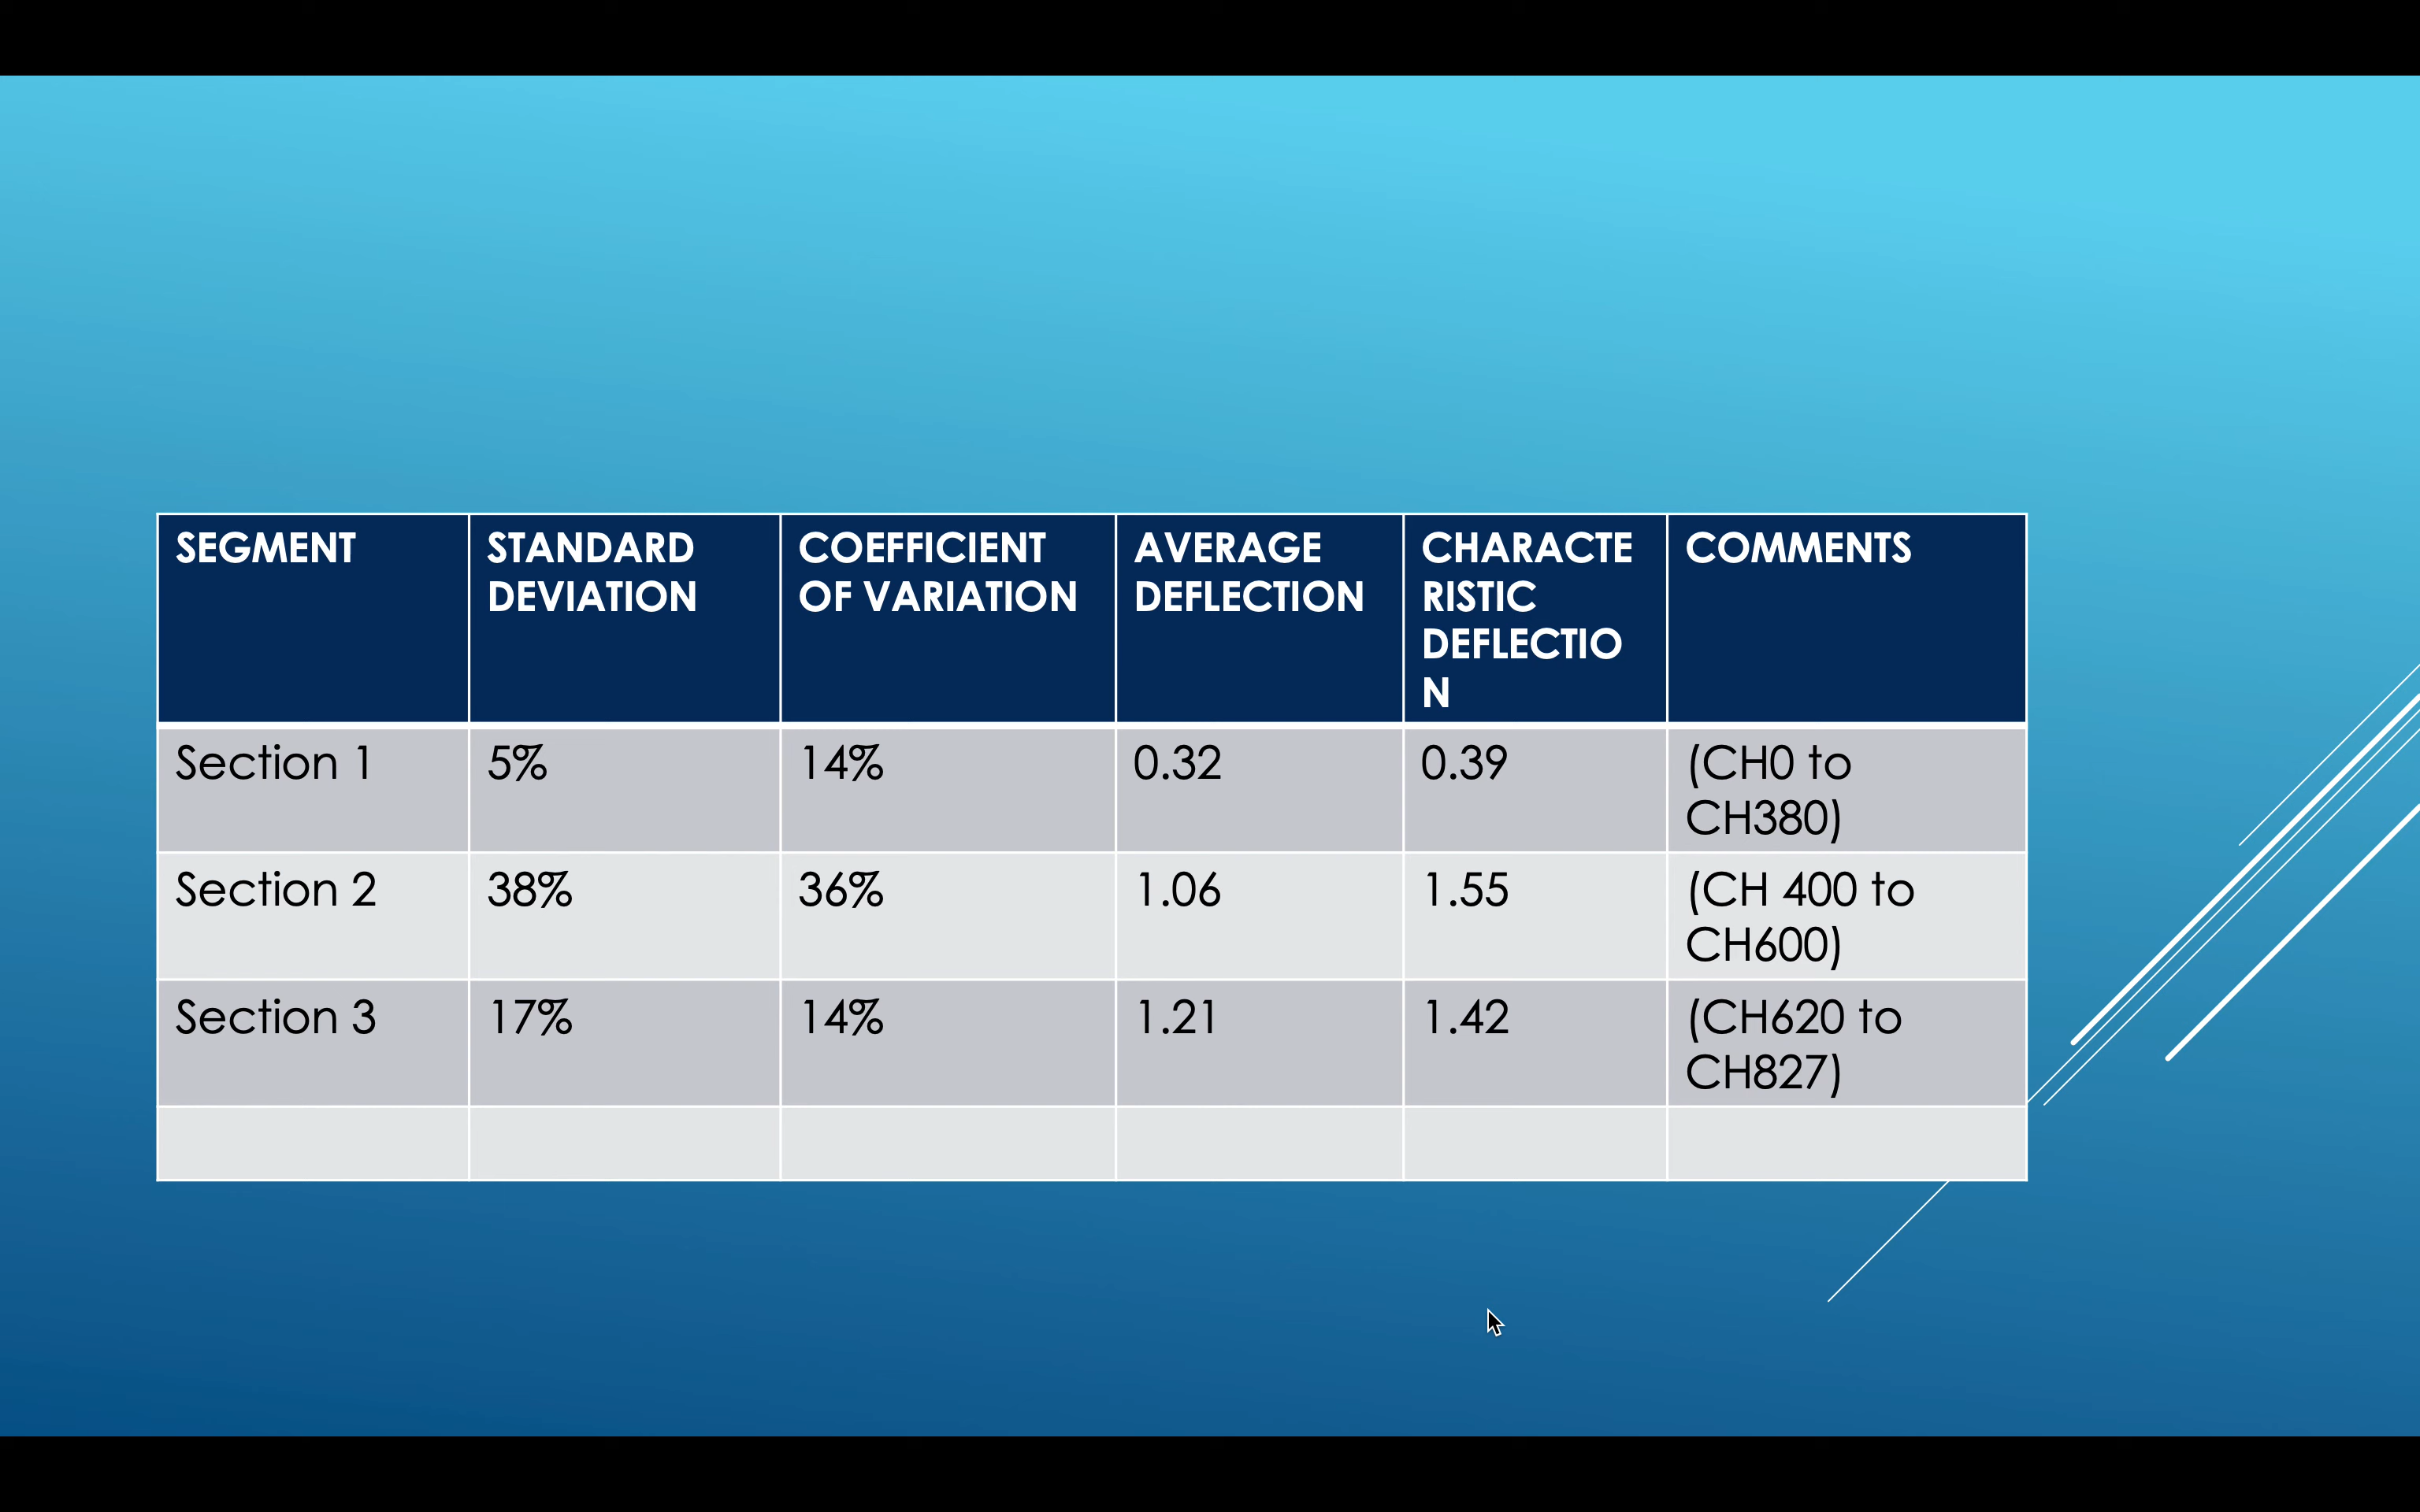 SEGMENT
STANDARD
DEVIATION
COEFFICIENT
OF VARIATION
AVERAGE
DEFLECTION
CHARACTE
RISTIC
DEFLECTIO
N
COMMENTS
Section 1
5%
14%
0.32
0.39
(CH0 to
CH380)
Section 2
38%
36%
1.06
1.55
(CH 400 to
CH600)
Section 3
17%
14%
1.21
1.42
(CH620 to
CH827)